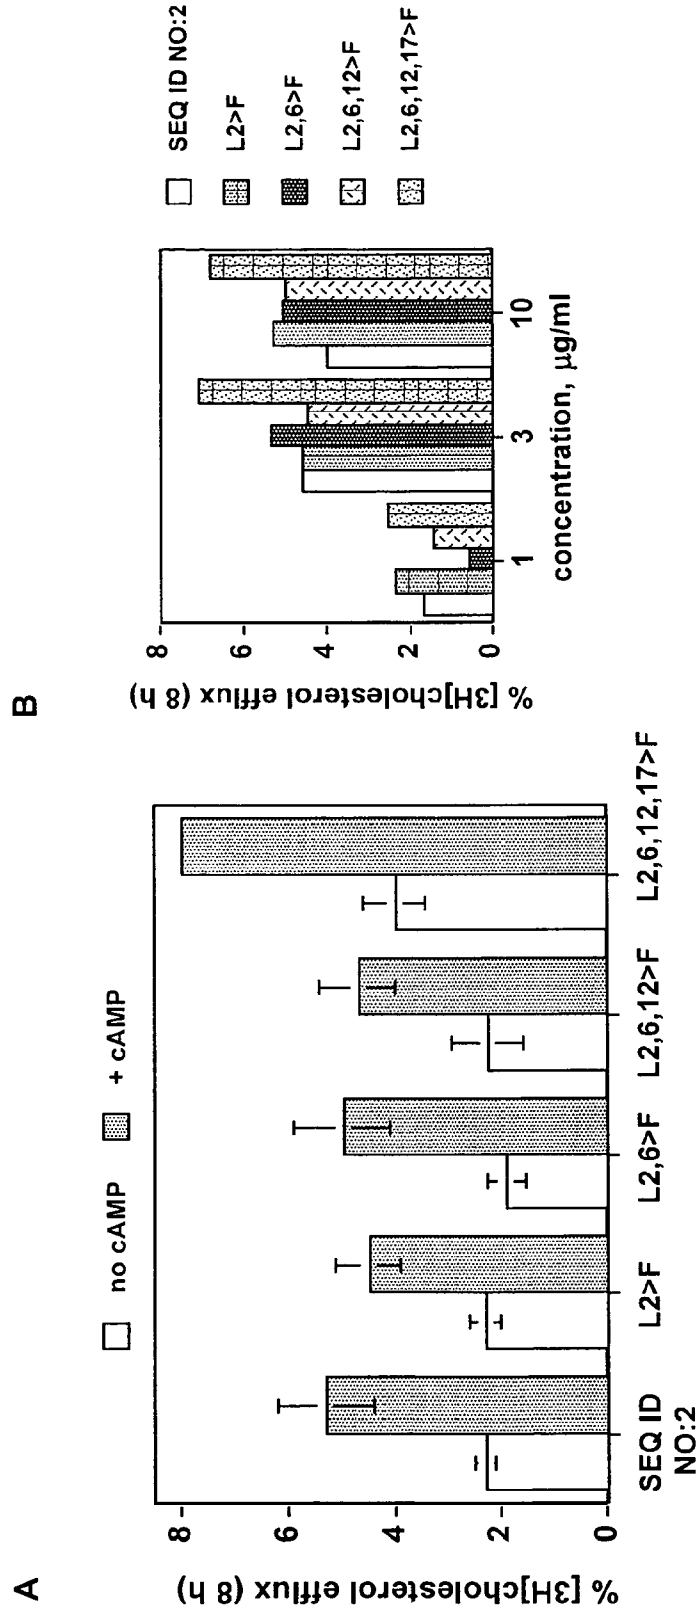 A
no cAMP
+ cAMP
% [3H]cholesterol efflux (8 h)
8
6
4
2
0
SEQ ID NO:2
L2>F
L2,6>F
L2,6,12>F
L2,6,12,17>F
B
% [3H]cholesterol efflux (8 h)
8
6
4
2
0
1
3
10
concentration, µg/ml
SEQ ID NO:2
L2>F
L2,6>F
L2,6,12>F
L2,6,12,17>F